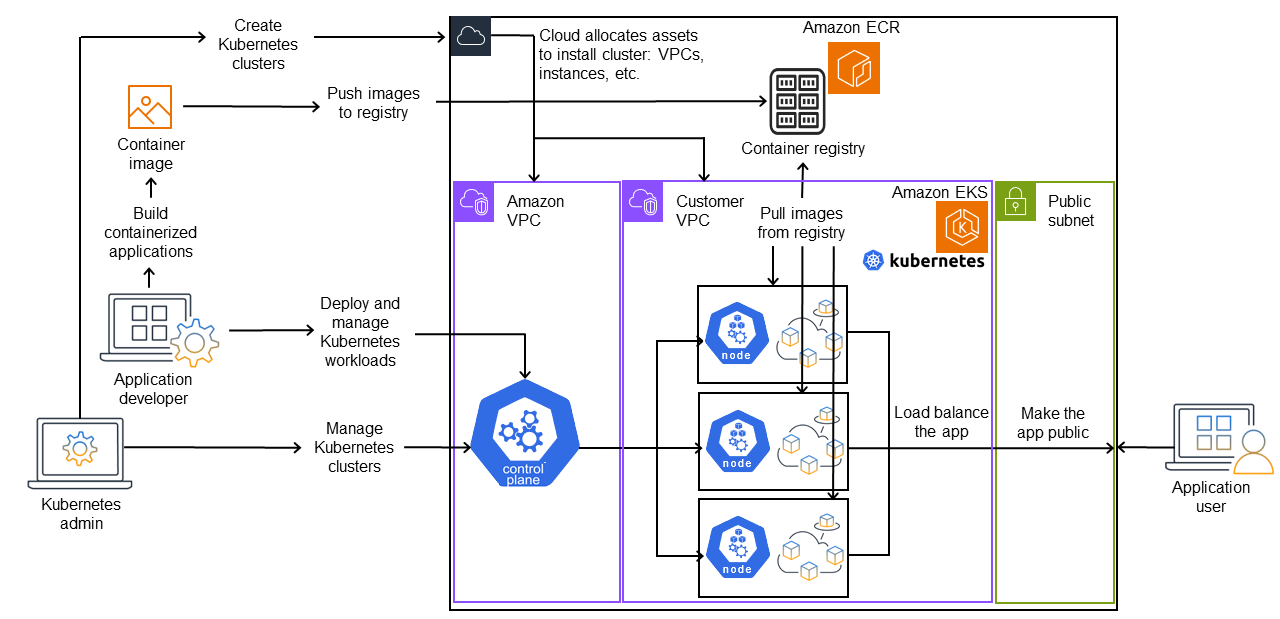 Create
Kubernetes
clusters
Cloud allocates assets
to install cluster: VPCs,
instances, etc.
Amazon ECR
Push images
to registry
Container
image
Container registry
Amazon
VPC
Customer
VPC
Amazon EKS
kubernetes
Public
subnet
Pull images
from registry
Build
containerized
applications
Deploy and
manage
Kubernetes
workloads
Application
developer
node
node
node
Load balance
the app
Make the
app public
Manage
Kubernetes
clusters
control
plane
Kubernetes
admin
Application
user